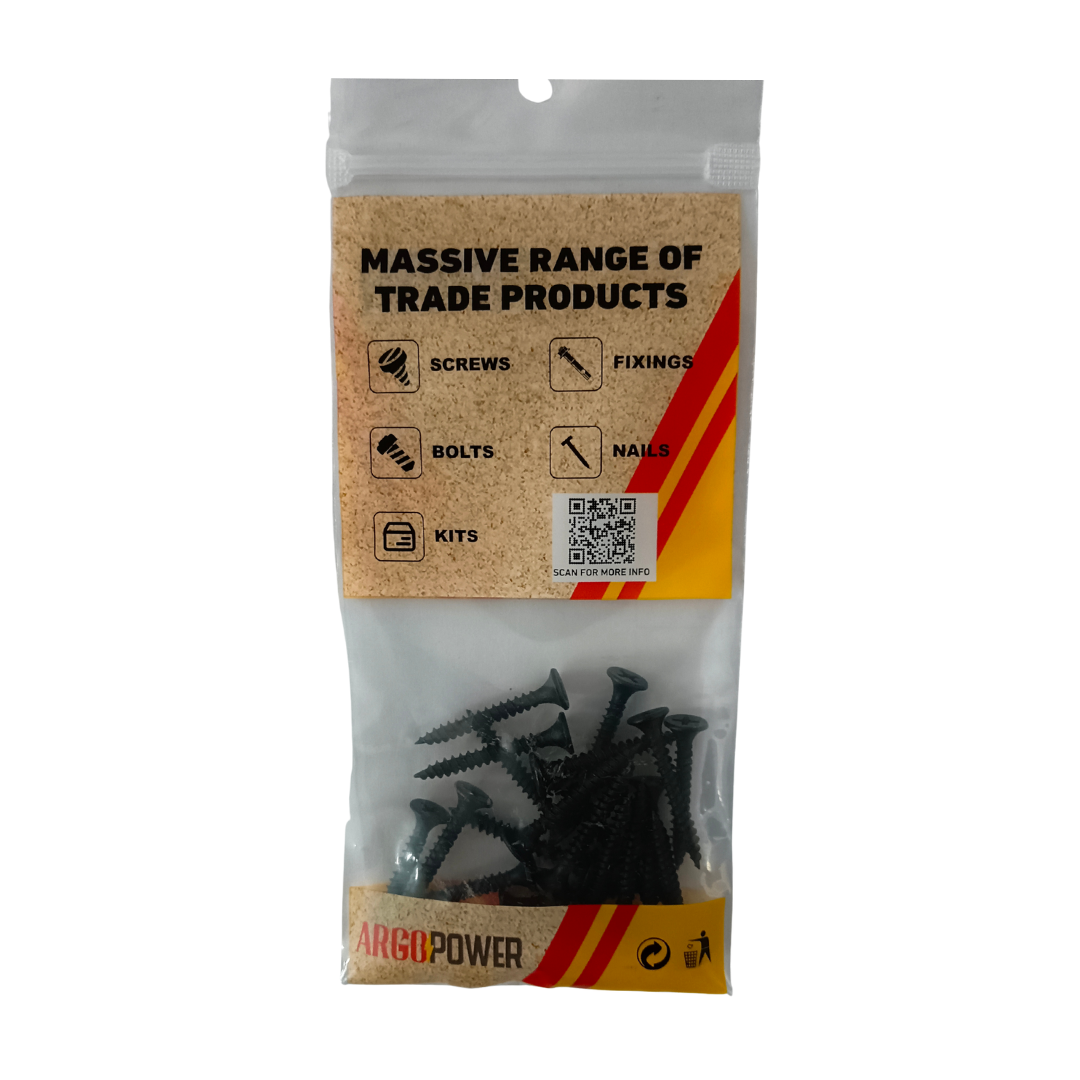 MASSIVE RANGE OF
TRADE PRODUCTS
SCREWS
FIXINGS
BOLTS
NAILS
KITS
SCAN FOR MORE INFO
ARGOPOWER